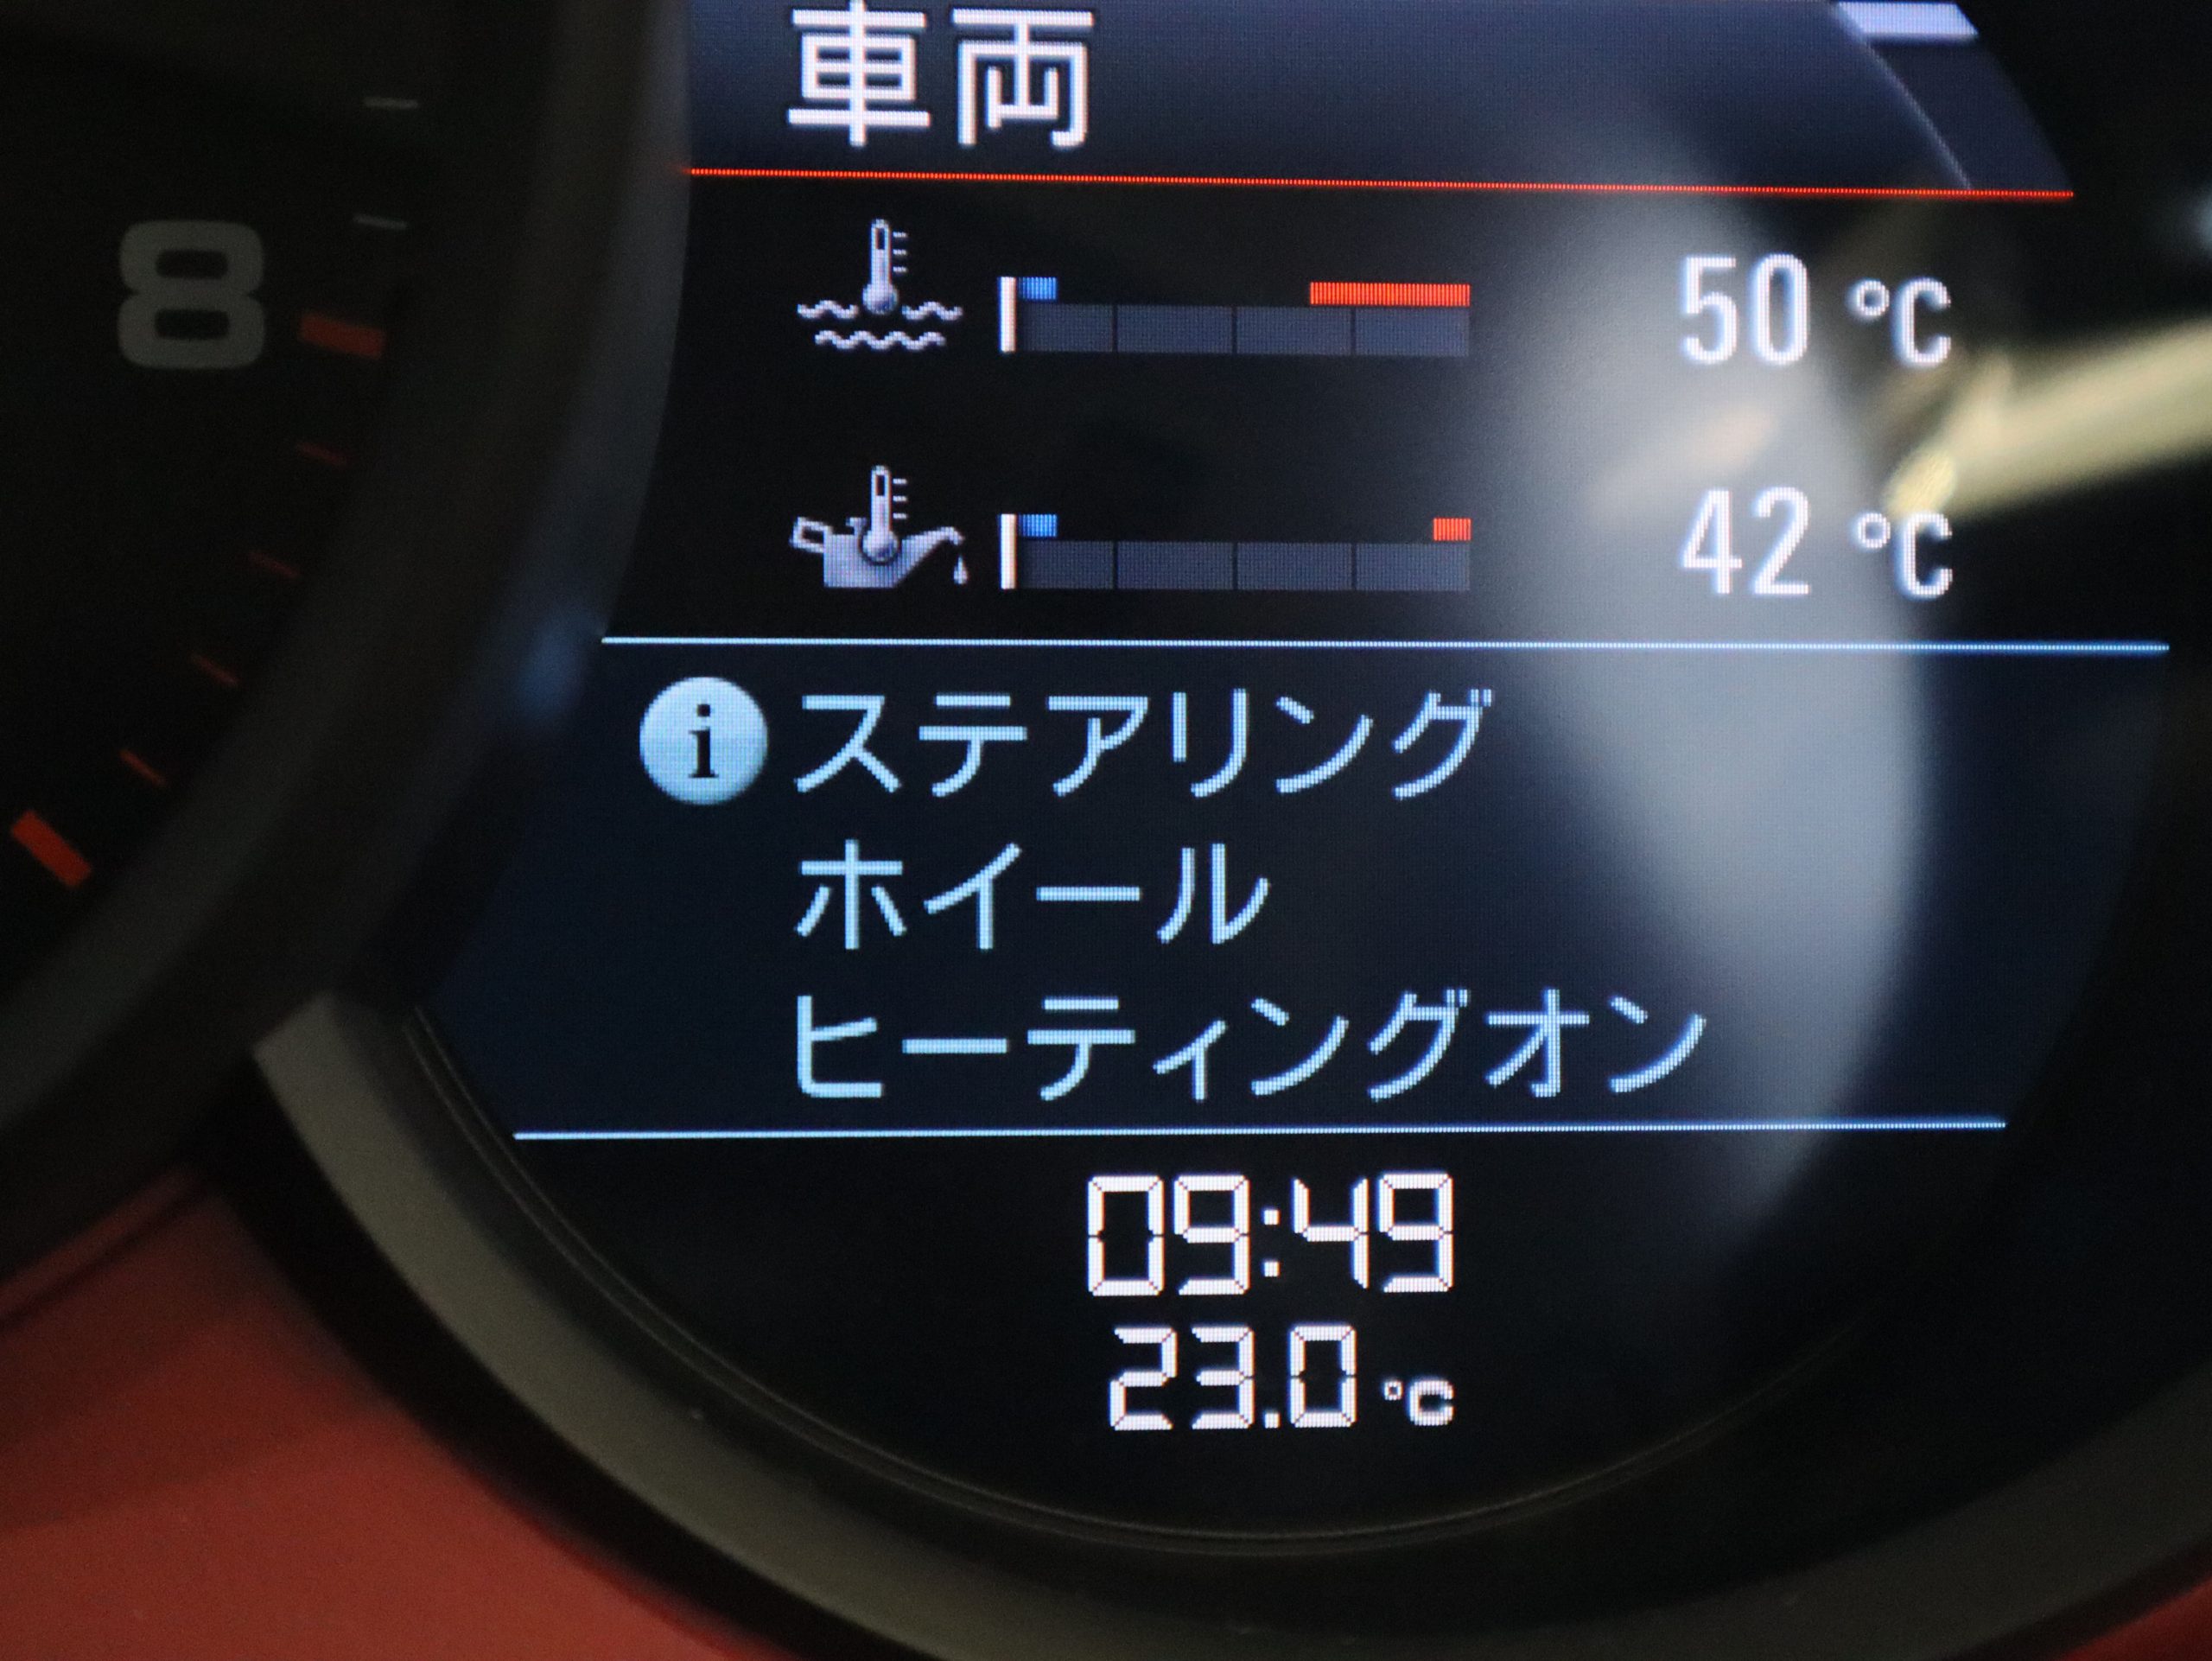 車両
8
50 °C
42 °C
i ステアリング
ホイール
ヒーティングオン
09:49
23.0 °C